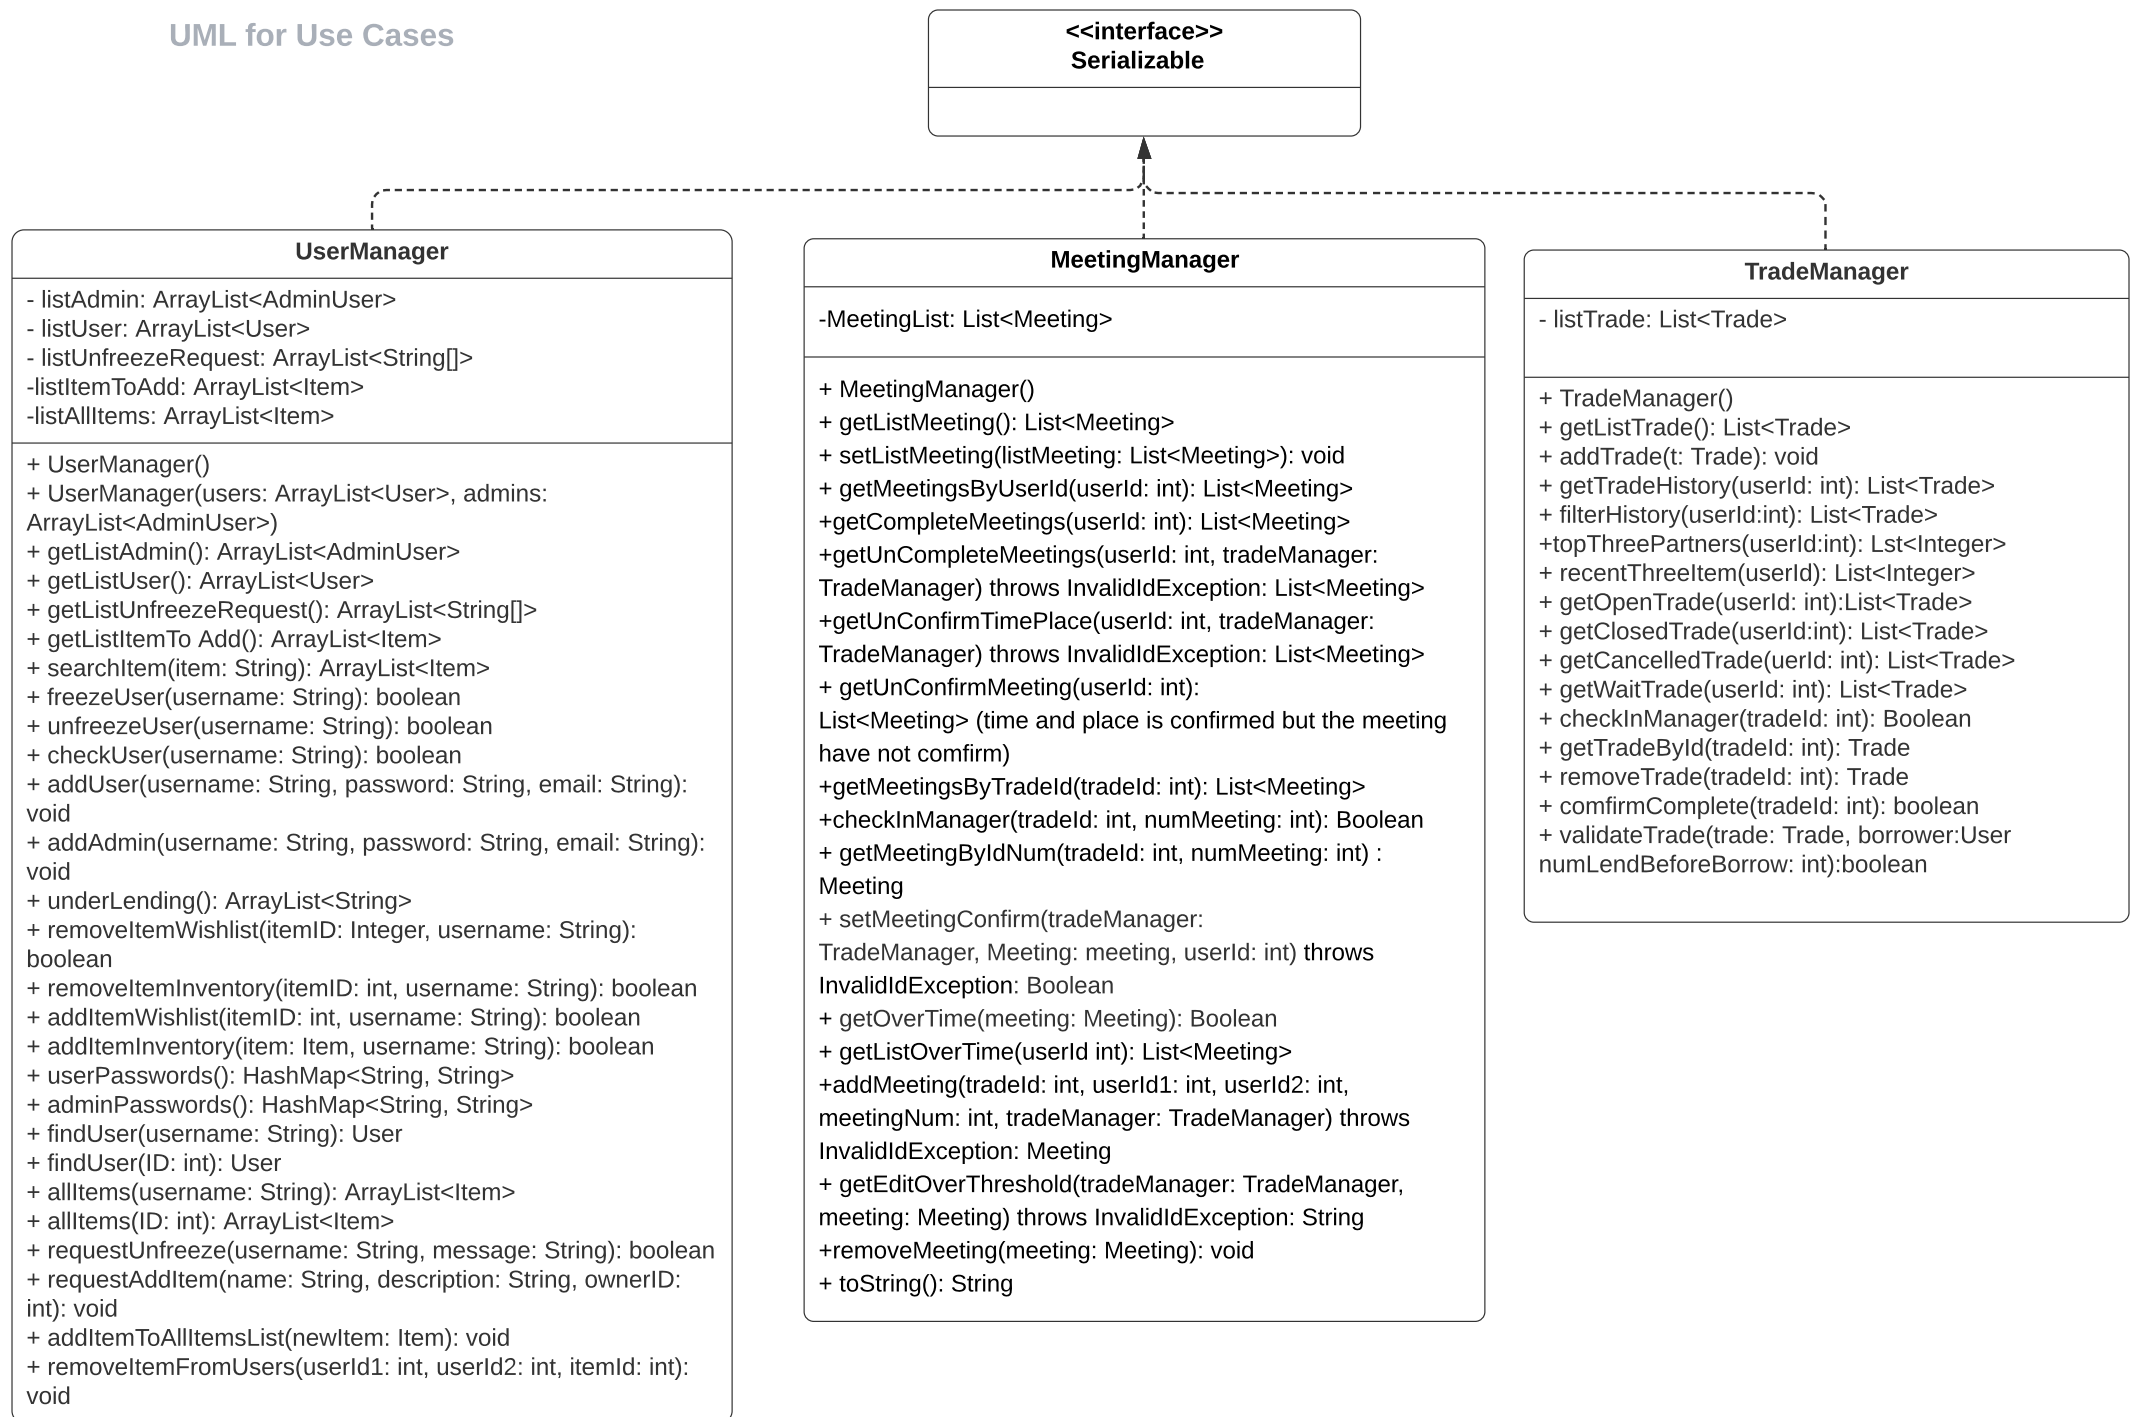 UML for Use Cases
<<interface>>
Serializable
UserManager
- listAdmin: ArrayList<AdminUser>
- listUser: ArrayList<User>
- listUnfreezeRequest: ArrayList<String[]>
-listItemToAdd: ArrayList<Item>
-listAllItems: ArrayList<Item>
+ UserManager()
+ UserManager(users: ArrayList<User>, admins:
ArrayList<AdminUser>)
+ getListAdmin(): ArrayList<AdminUser>
+ getListUser(): ArrayList<User>
+ getListUnfreezeRequest(): ArrayList<String[]>
+ getListItemTo Add(): ArrayList<Item>
+ searchItem(item: String): ArrayList<Item>
+ freezeUser(username: String): boolean
+ unfreezeUser(username: String): boolean
+ checkUser(username: String): boolean
+ addUser(username: String, password: String, email: String):
void
+ addAdmin(username: String, password: String, email: String):
void
+ underLending(): ArrayList<String>
+ removeItemWishlist(itemID: Integer, username: String):
boolean
+ removeItemInventory(itemID: int, username: String): boolean
+ addItemWishlist(itemID: int, username: String): boolean
+ addItemInventory(item: Item, username: String): boolean
+ userPasswords(): HashMap<String, String>
+ adminPasswords(): HashMap<String, String>
+ findUser(username: String): User
+ findUser(ID: int): User
+ allItems(username: String): ArrayList<Item>
+ allItems(ID: int): ArrayList<Item>
+ requestUnfreeze(username: String, message: String): boolean
+ requestAddItem(name: String, description: String, ownerID:
int): void
+ addItemToAllItemsList(newItem: Item): void
+ removeItemFromUsers(userId1: int, userId2: int, itemId: int):
void
MeetingManager
-MeetingList: List<Meeting>
+ MeetingManager()
+ getListMeeting(): List<Meeting>
+ setListMeeting(listMeeting: List<Meeting>): void
+ getMeetingsByUserId(userId: int): List<Meeting>
+getCompleteMeetings(userId: int): List<Meeting>
+getUnCompleteMeetings(userId: int, tradeManager:
TradeManager) throws InvalidIdException: List<Meeting>
+getUnConfirmTimePlace(userId: int, tradeManager:
TradeManager) throws InvalidIdException: List<Meeting>
+ getUnConfirmMeeting(userId: int):
List<Meeting> (time and place is confirmed but the meeting
have not comfirm)
+getMeetingsByTradeId(tradeId: int): List<Meeting>
+checkInManager(tradeId: int, numMeeting: int): Boolean
+ getMeetingByIdNum(tradeId: int, numMeeting: int) :
Meeting
+ setMeetingConfirm(tradeManager:
TradeManager, Meeting: meeting, userId: int) throws
InvalidIdException: Boolean
+ getOverTime(meeting: Meeting): Boolean
+ getListOverTime(userId int): List<Meeting>
+addMeeting(tradeId: int, userId1: int, userId2: int,
meetingNum: int, tradeManager: TradeManager) throws
InvalidIdException: Meeting
+ getEditOverThreshold(tradeManager: TradeManager,
meeting: Meeting) throws InvalidIdException: String
+removeMeeting(meeting: Meeting): void
+ toString(): String
TradeManager
- listTrade: List<Trade>
+ TradeManager()
+ getListTrade(): List<Trade>
+ addTrade(t: Trade): void
+ getTradeHistory(userId: int): List<Trade>
+ filterHistory(userId:int): List<Trade>
+topThreePartners(userId:int): Lst<Integer>
+ recentThreeItem(userId): List<Integer>
+ getOpenTrade(userId: int):List<Trade>
+ getClosedTrade(userId:int): List<Trade>
+ getCancelledTrade(uerId: int): List<Trade>
+ getWaitTrade(userId: int): List<Trade>
+ checkInManager(tradeId: int): Boolean
+ getTradeById(tradeId: int): Trade
+ removeTrade(tradeId: int): Trade
+ comfirmComplete(tradeId: int): boolean
+ validateTrade(trade: Trade, borrower:User
numLendBeforeBorrow: int):boolean